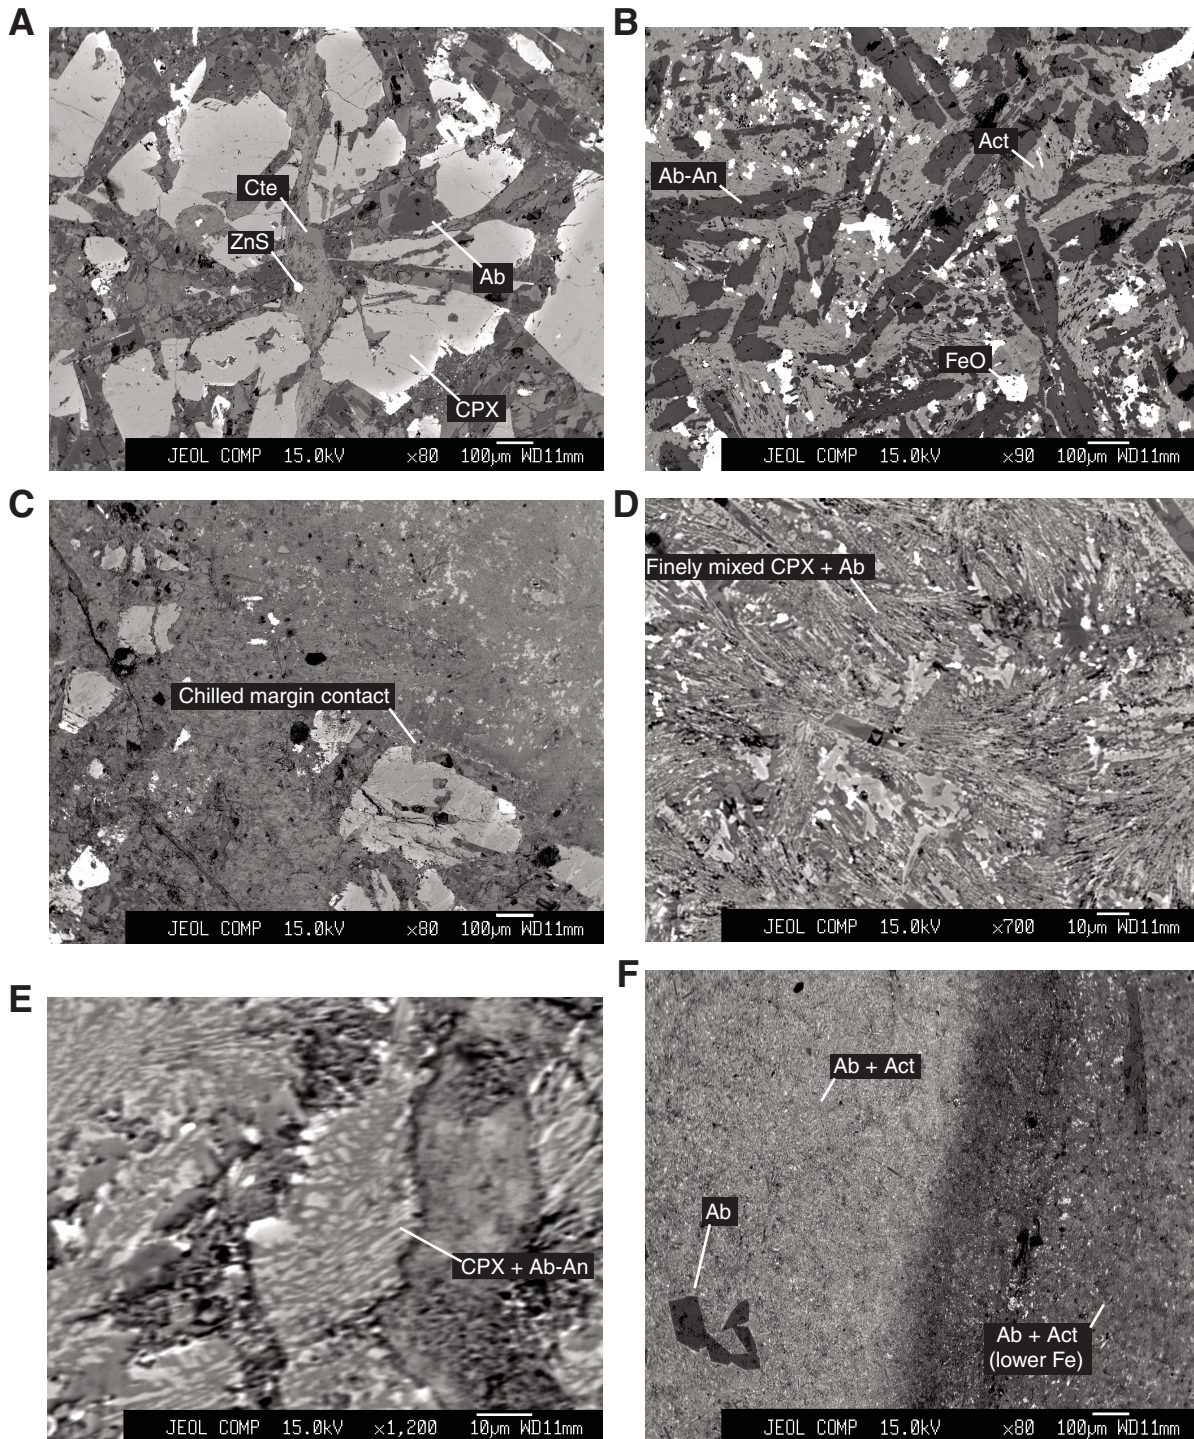 A
Cte
ZnS
Ab
CPX
JEOL COMP 15.0kV ×80 100µm WD11mm
B
Act
Ab-An
FeO
JEOL COMP 15.0kV ×90 100µm WD11mm
C
Chilled margin contact
JEOL COMP 15.0kV ×80 100µm WD11mm
D
Finely mixed CPX + Ab
JEOL COMP 15.0kV ×700 10µm WD11mm
E
CPX + Ab-An
JEOL COMP 15.0kV ×1,200 10µm WD11mm
F
Ab + Act
Ab
Ab + Act
(lower Fe)
JEOL COMP 15.0kV ×80 100µm WD11mm